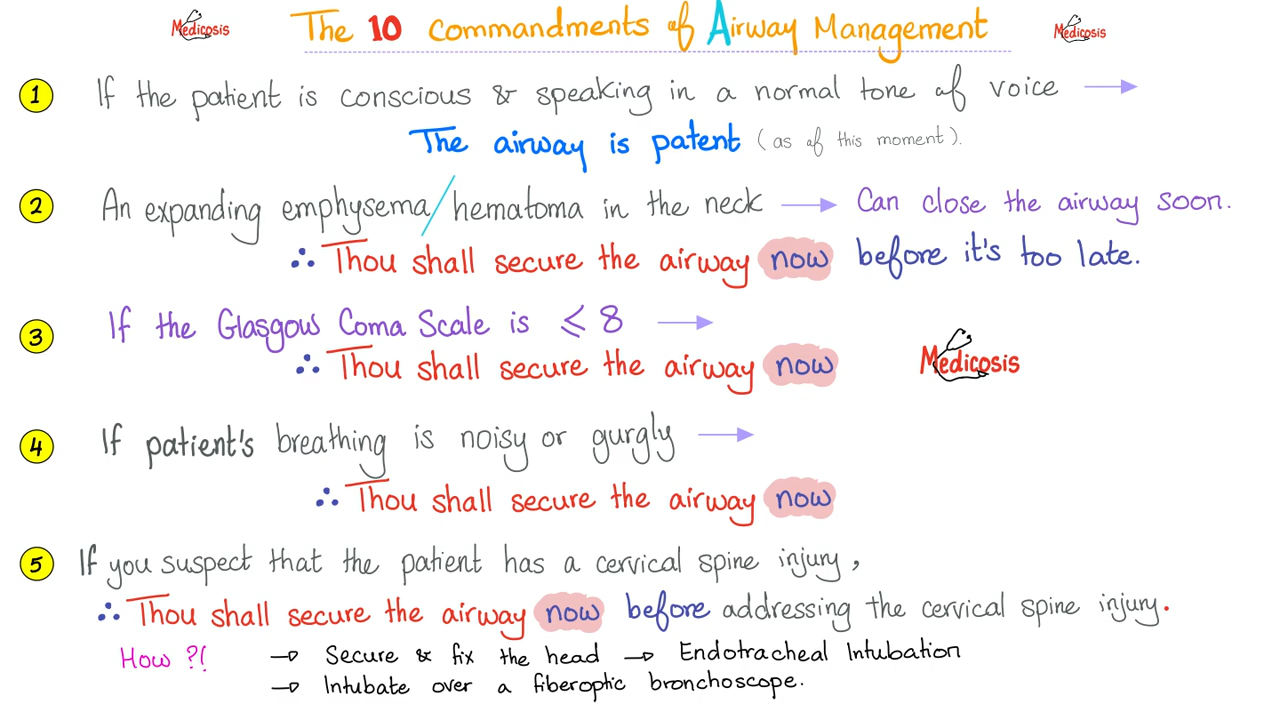 Medicosis
The 10 Commandments of Airway Management
Medicosis
1 If the patient is conscious & speaking in a normal tone of voice →
The airway is patent (as of this moment).
2 An expanding emphysema/hematoma in the neck → Can close the airway soon.
∴ Thou shall secure the airway now before it's too late.
3 If the Glasgow Coma Scale is ⩽ 8 →
∴ Thou shall secure the airway now
Medicosis
4 If patient's breathing is noisy or gurgly →
∴ Thou shall secure the airway now
5 If you suspect that the patient has a cervical spine injury,
∴ Thou shall secure the airway now before addressing the cervical spine injury.
How ?! → Secure & fix the head → Endotracheal Intubation
→ Intubate over a fiberoptic bronchoscope.